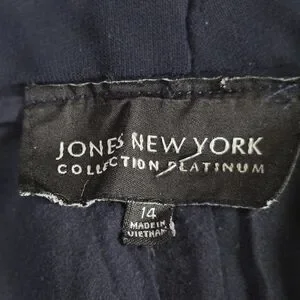 JONES NEW YORK
COLLECTION PLATINUM
14
MADE IN
VIETNAM